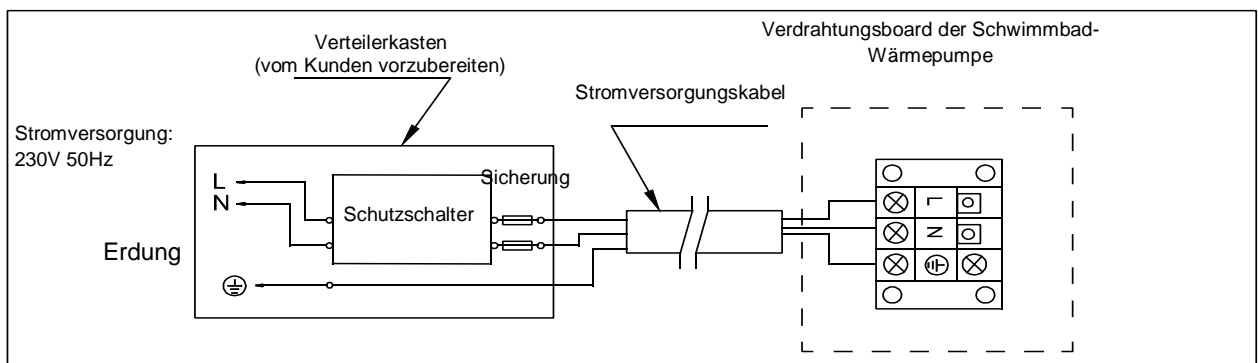 Verdrahtungsboard der Schwimmbad-
Wärmepumpe
Verteilerkasten
(vom Kunden vorzubereiten)
Stromversorgungskabel
Stromversorgung:
230V 50Hz
L
N
Sicherung
Schutzschalter
Erdung
L
N